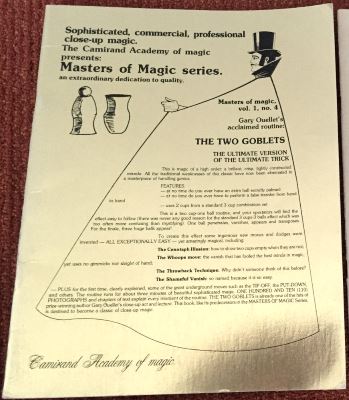 Sophisticated, commercial, professional
close-up magic.
The Camirand Academy of magic
presents:
Masters of Magic series.
an extraordinary dedication to quality.
Masters of magic,
vol. 1, no. 4
Gary Ouellet's
acclaimed routine:
THE TWO GOBLETS
THE ULTIMATE VERSION
OF THE ULTIMATE TRICK
This is magic of a high order: a brilliant, crisp, tightly constructed
miracle. All the traditional weaknesses of the classic have now been eliminated in
a masterpiece of handling genius.
FEATURES:
— at no time do you ever have an extra ball secretly palmed
— at no time do you ever have to perform a false transfer from hand
to hand
— uses 2 cups from a standard 3 cup combination set
This is a two cup-one ball routine, and your spectators will find the
effect easy to follow (there was never any good reason for the standard 3 cups-3 balls effect which was
too often more confusing than mystifying). One ball penetrates, vanishes, reappears and transposes.
For the finale, three huge balls appear!
To create this effect some ingenious new moves and dodges were
invented — ALL EXCEPTIONALLY EASY — yet amazingly magical, including:
The Canotap Illusion: how to show two cups empty when they are not.
The Whoops move: the vanish that has fooled the best minds in magic,
yet uses no gimmicks nor sleight of hand.
The Throwback Technique: Why didn't someone think of this before?
The Shameful Vanish: so named because it is so easy.
PLUS for the first time, clearly explained, some of the great underground moves such as the TIP OFF, the PUT-DOWN,
and others. The routine runs for about three minutes of beautiful sophisticated magic. ONE HUNDRED AND TEN (110)
PHOTOGRAPHS and chapters of text explain every incident of the routine. THE TWO GOBLETS is already one of the hits of
prize-winning author Gary Ouellet's close-up act and lecture. This book, like its predecessors in the MASTERS OF MAGIC Series,
is destined to become a classic of close-up magic.
Camirand Academy of magic